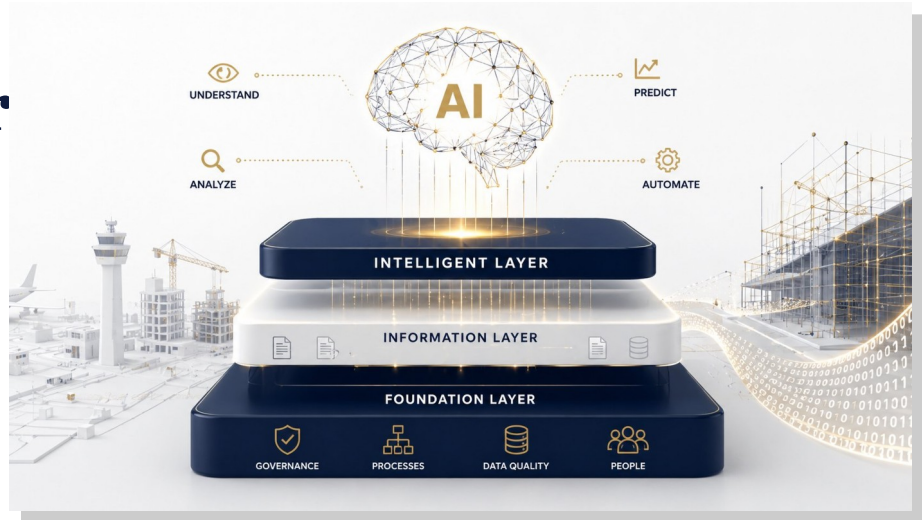 AI
UNDERSTAND
PREDICT
ANALYZE
AUTOMATE
INTELLIGENT LAYER
INFORMATION LAYER
FOUNDATION LAYER
GOVERNANCE
PROCESSES
DATA QUALITY
PEOPLE